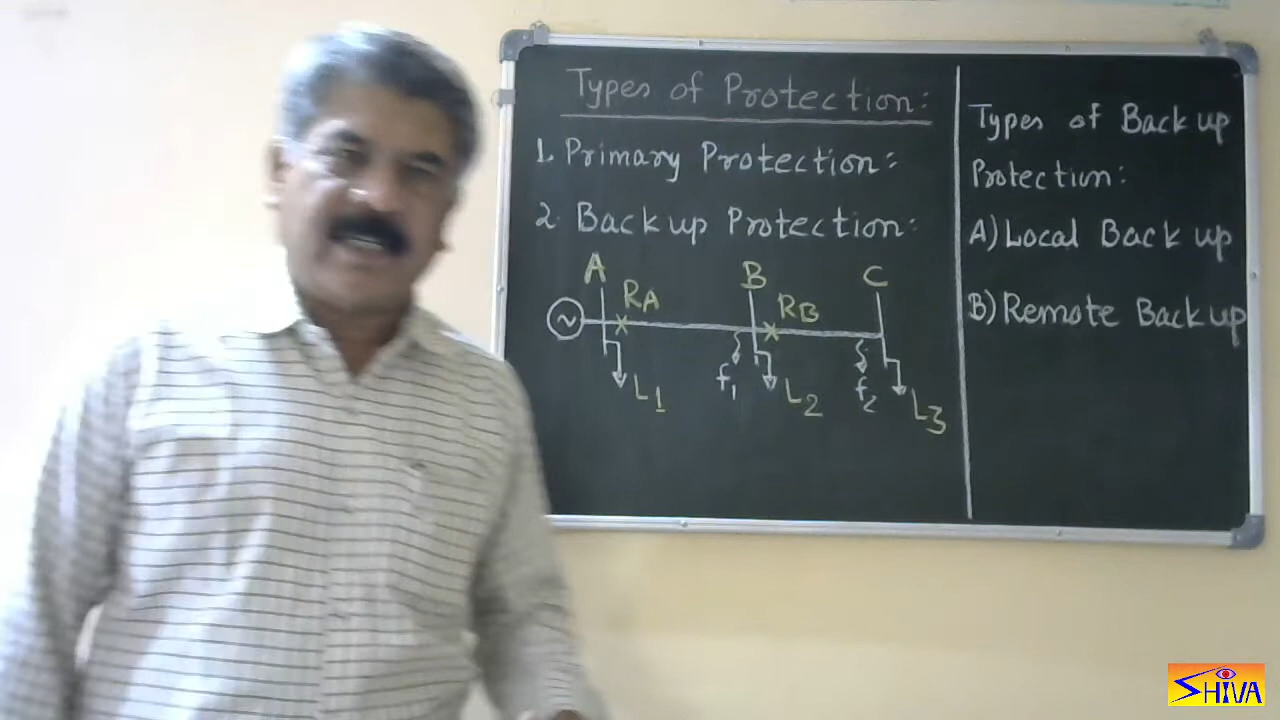 Types of Protection:
1. Primary Protection:
2. Back up Protection:
A B C
RA RB
~
f1 L1 L2 f2 L3
Types of Back up
Protection:
A) Local Back up
B) Remote Back up
SHIVA